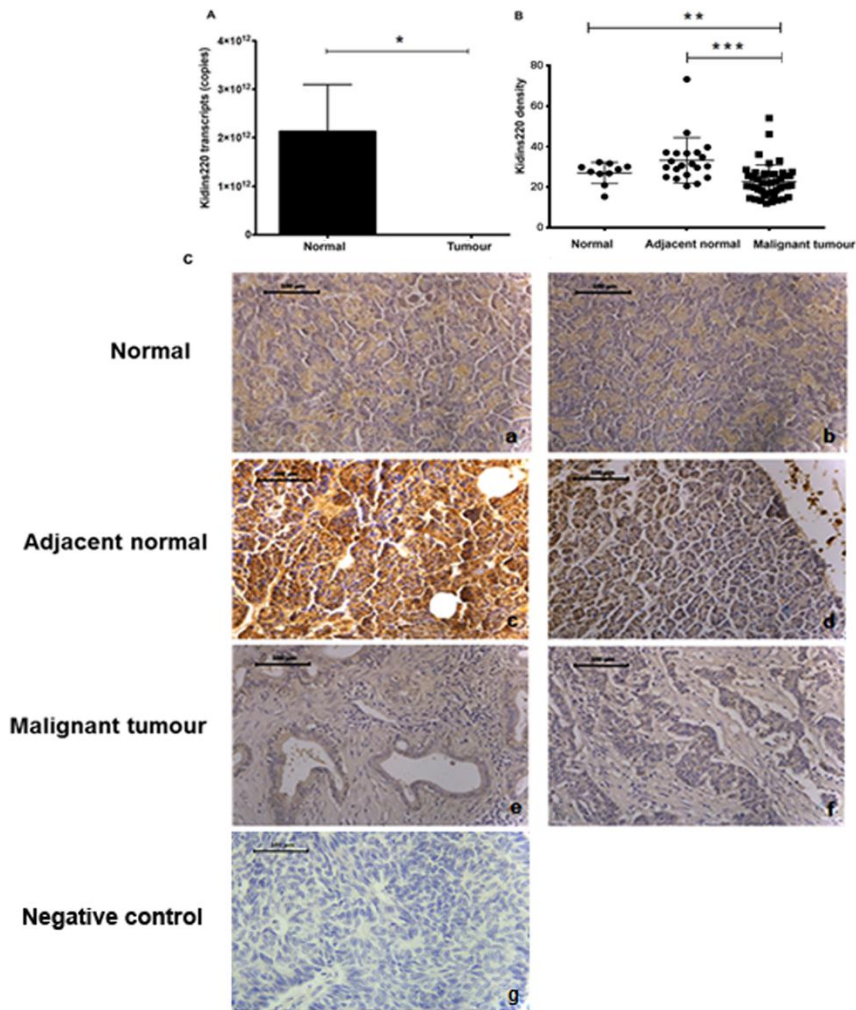 A
Kidins220 transcripts (copies)
4×10¹²
3×10¹²
2×10¹²
1×10¹²
0
*
Normal Tumour
B
Kidins220 density
80
60
40
20
0
**
***
Normal Adjacent normal Malignant tumour
C
Normal
a
b
Adjacent normal
c
d
Malignant tumour
e
f
Negative control
g